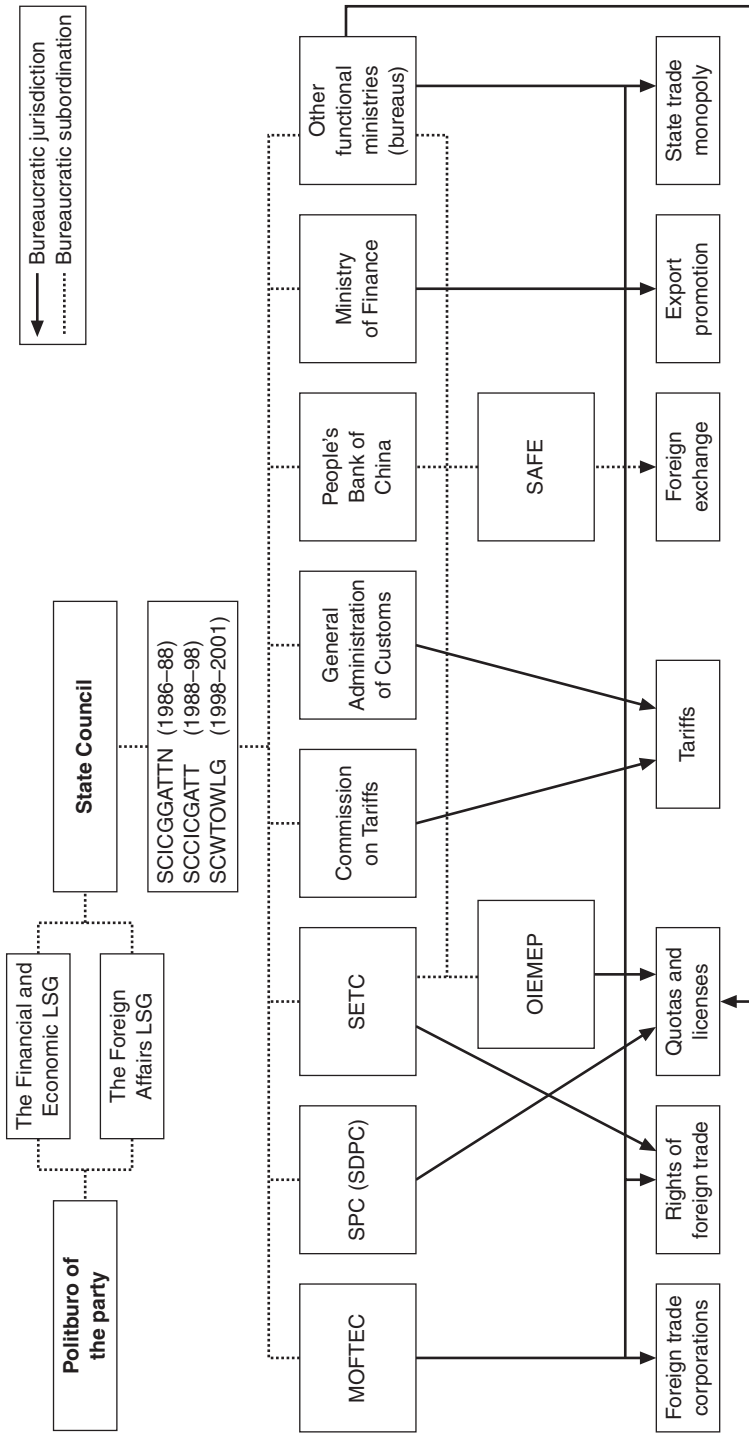 Bureaucratic jurisdiction
Bureaucratic subordination
Politburo of
the party
The Financial and
Economic LSG
The Foreign
Affairs LSG
State Council
SCICGGATTN (1986–88)
SCCICGATT (1988–98)
SCWTOWLG (1998–2001)
MOFTEC
SPC (SDPC)
SETC
Commission
on Tariffs
General
Administration
of Customs
People's
Bank of
China
Ministry
of Finance
Other
functional
ministries
(bureaus)
OIEMEP
SAFE
Foreign trade
corporations
Rights of
foreign trade
Quotas and
licenses
Tariffs
Foreign
exchange
Export
promotion
State trade
monopoly